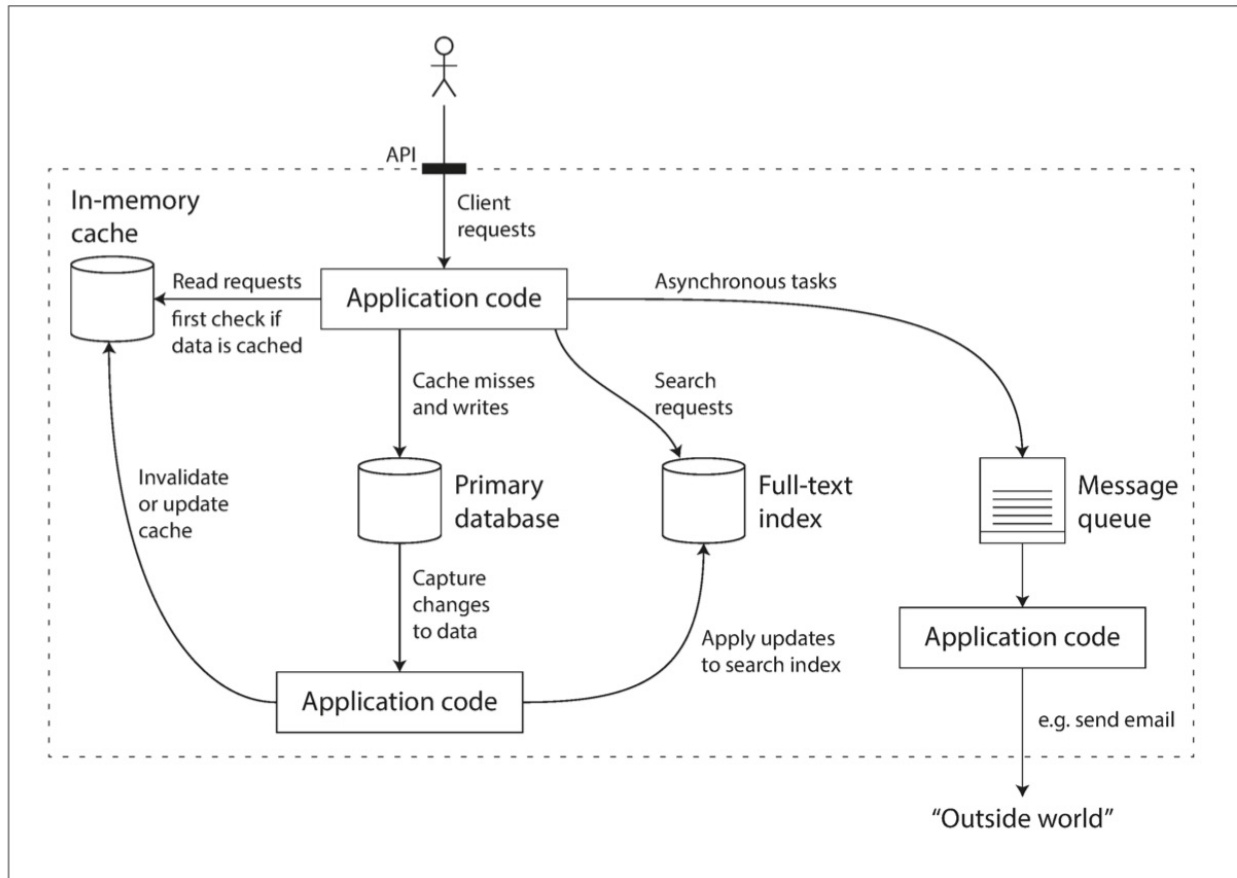 API
Client
requests
In-memory
cache
Read requests
first check if
data is cached
Application code
Asynchronous tasks
Cache misses
and writes
Search
requests
Invalidate
or update
cache
Primary
database
Full-text
index
Message
queue
Capture
changes
to data
Apply updates
to search index
Application code
Application code
e.g. send email
“Outside world”